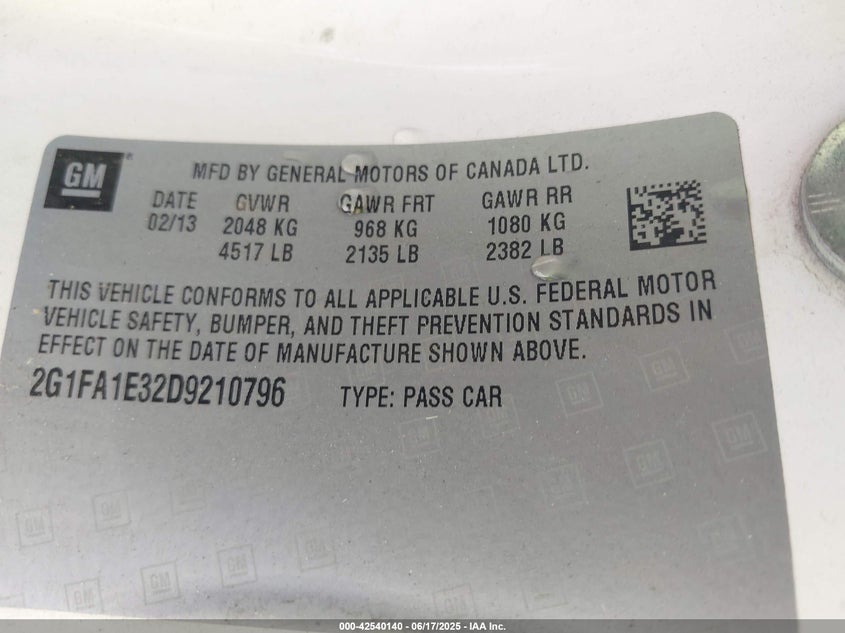 GM
MFD BY GENERAL MOTORS OF CANADA LTD.
DATE GVWR GAWR FRT GAWR RR
02/13 2048 KG 968 KG 1080 KG
4517 LB 2135 LB 2382 LB
THIS VEHICLE CONFORMS TO ALL APPLICABLE U.S. FEDERAL MOTOR
VEHICLE SAFETY, BUMPER, AND THEFT PREVENTION STANDARDS IN
EFFECT ON THE DATE OF MANUFACTURE SHOWN ABOVE.
2G1FA1E32D9210796 TYPE: PASS CAR
000-42540140 - 06/17/2025 - IAA Inc.